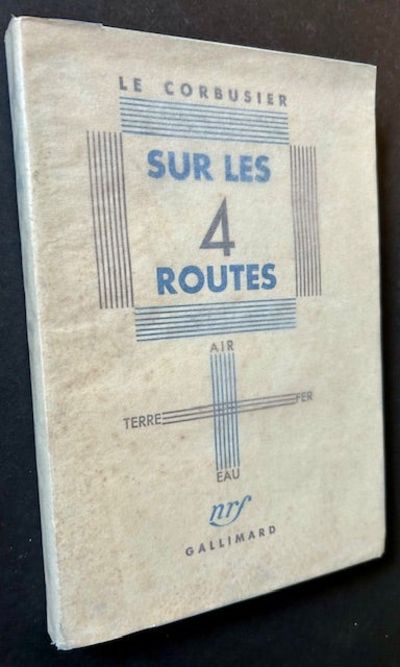 LE CORBUSIER
SUR LES
4
ROUTES
AIR
TERRE FER
EAU
nrf
GALLIMARD